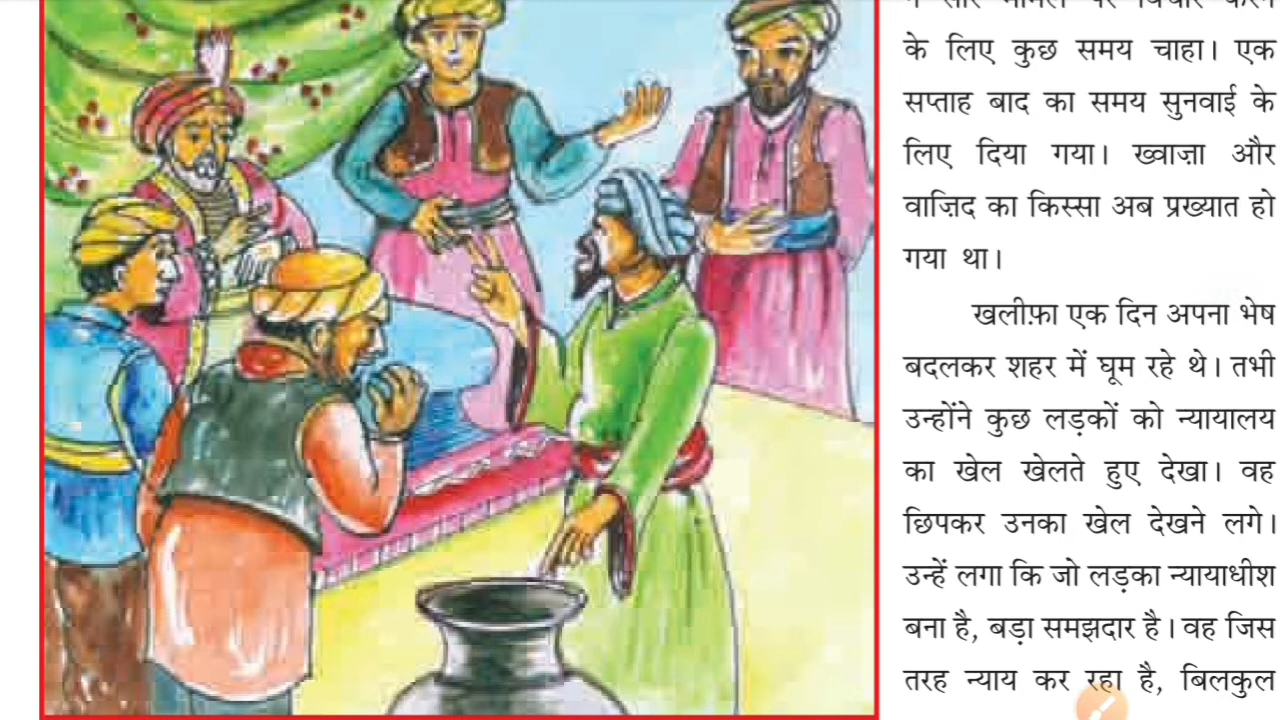 के लिए कुछ समय चाहा। एक
सप्ताह बाद का समय सुनवाई के
लिए दिया गया। ख्वाज़ा और
वाज़िद का किस्सा अब प्रख्यात हो
गया था।
खलीफ़ा एक दिन अपना भेष
बदलकर शहर में घूम रहे थे। तभी
उन्होंने कुछ लड़कों को न्यायालय
का खेल खेलते हुए देखा। वह
छिपकर उनका खेल देखने लगे।
उन्हें लगा कि जो लड़का न्यायाधीश
बना है, बड़ा समझदार है। वह जिस
तरह न्याय कर रहा है, बिलकुल